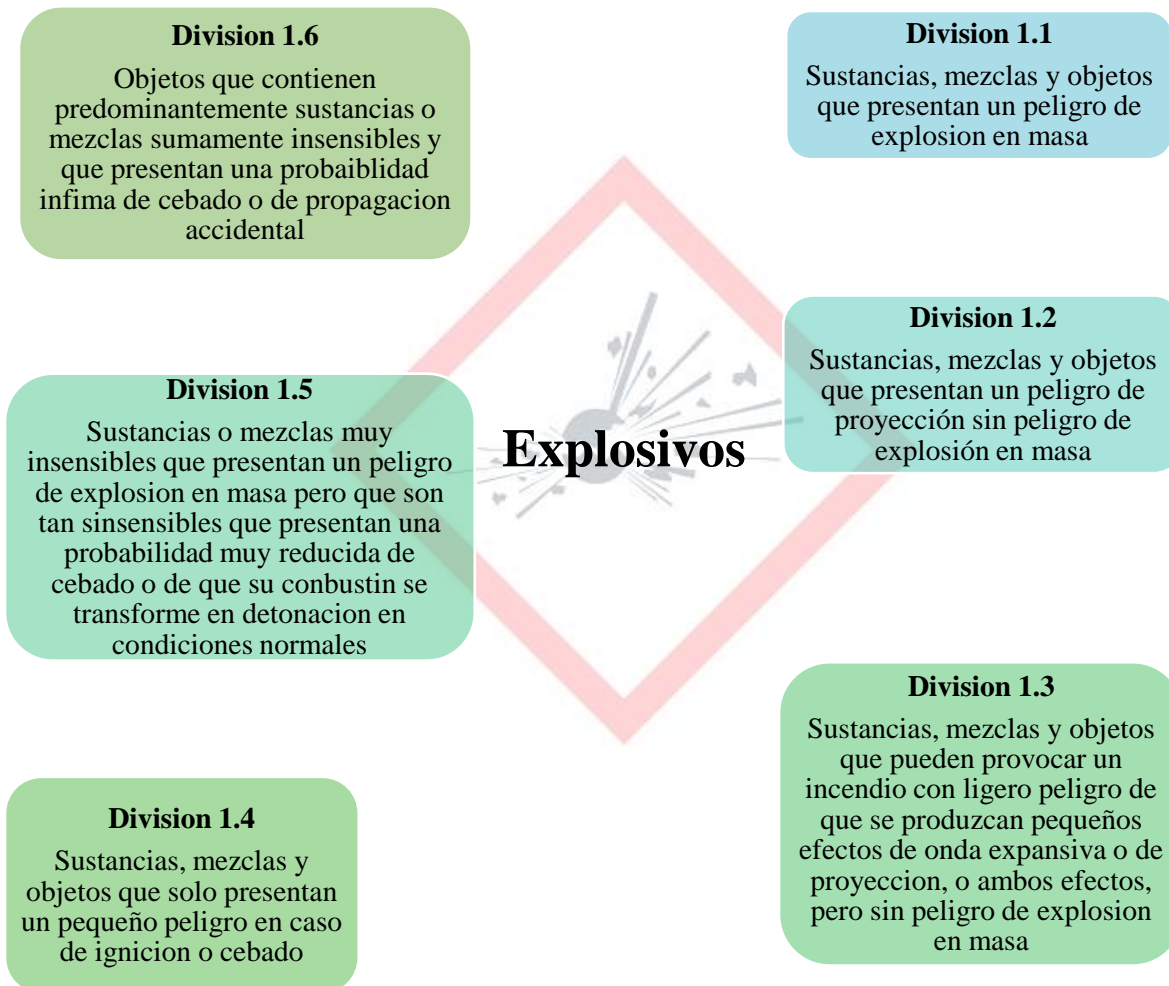 Division 1.6
Objetos que contienen
predominantemente sustancias o
mezclas sumamente insensibles y
que presentan una probaiblidad
infima de cebado o de propagacion
accidental
Division 1.1
Sustancias, mezclas y objetos
que presentan un peligro de
explosion en masa
Division 1.2
Sustancias, mezclas y objetos
que presentan un peligro de
proyección sin peligro de
explosión en masa
Division 1.5
Sustancias o mezclas muy
insensibles que presentan un peligro
de explosion en masa pero que son
tan sinsensibles que presentan una
probabilidad muy reducida de
cebado o de que su conbustin se
transforme en detonacion en
condiciones normales
Explosivos
Division 1.3
Sustancias, mezclas y objetos
que pueden provocar un
incendio con ligero peligro de
que se produzcan pequeños
efectos de onda expansiva o de
proyeccion, o ambos efectos,
pero sin peligro de explosion
en masa
Division 1.4
Sustancias, mezclas y
objetos que solo presentan
un pequeño peligro en caso
de ignicion o cebado